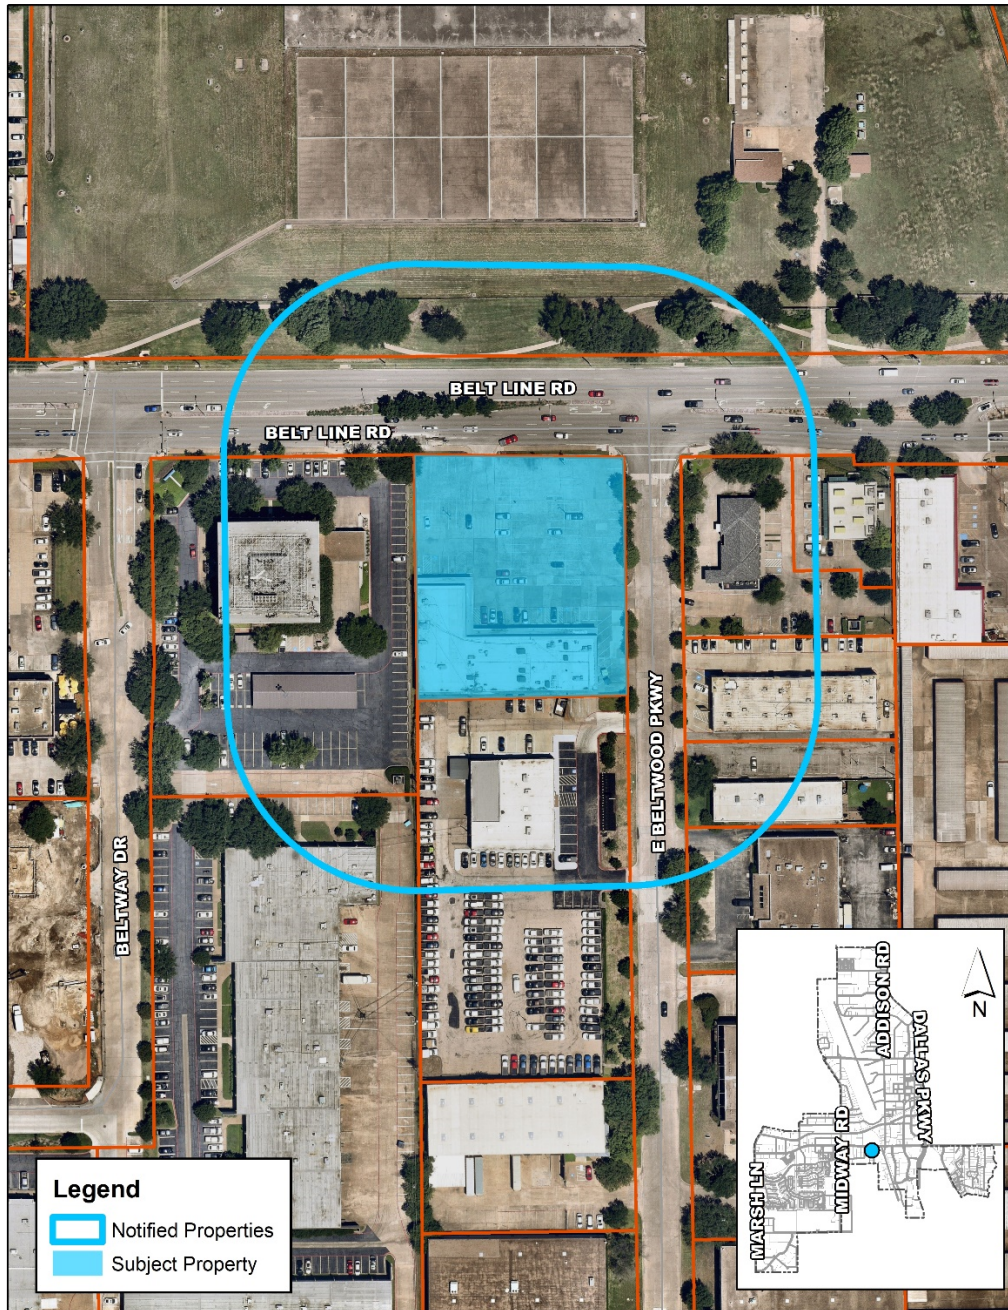 BELT LINE RD
BELT LINE RD
E BELTWOOD PKWY
BELTWAY DR
Legend
Notified Properties
Subject Property
ADDISON RD
DALLAS PKWY
MIDWAY RD
MARSH LN
N